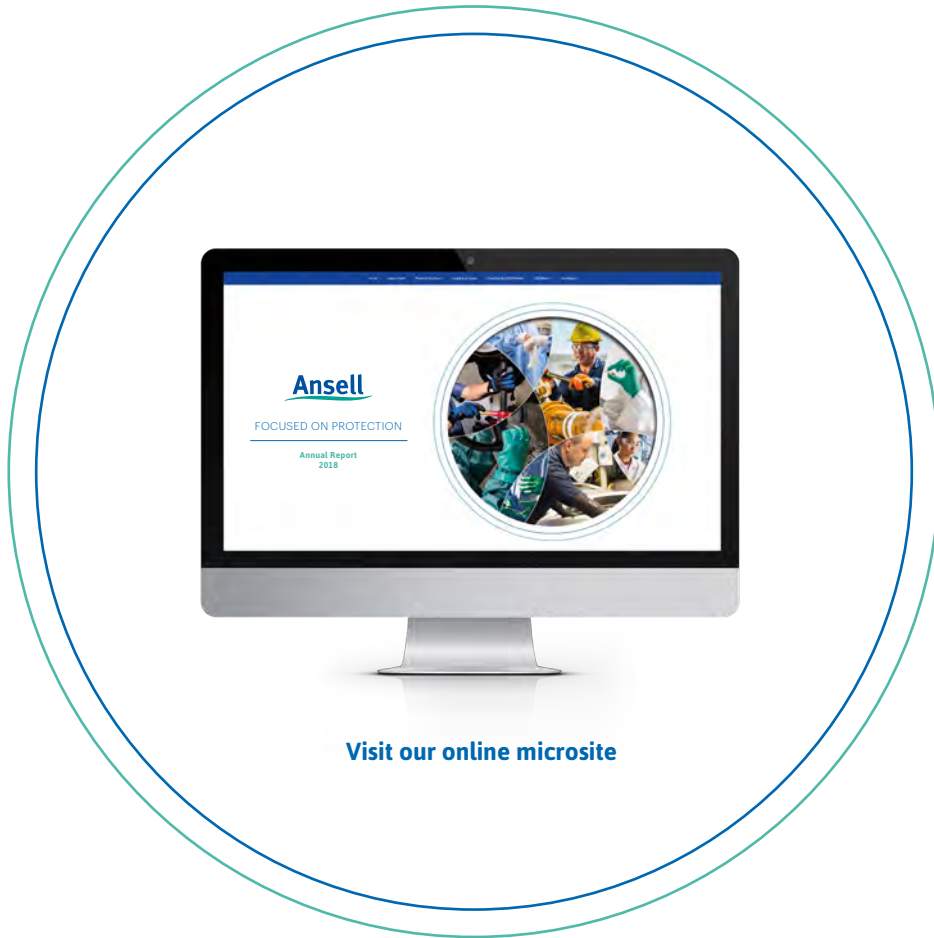 Ansell
FOCUSED ON PROTECTION
Annual Report
2018
Visit our online microsite